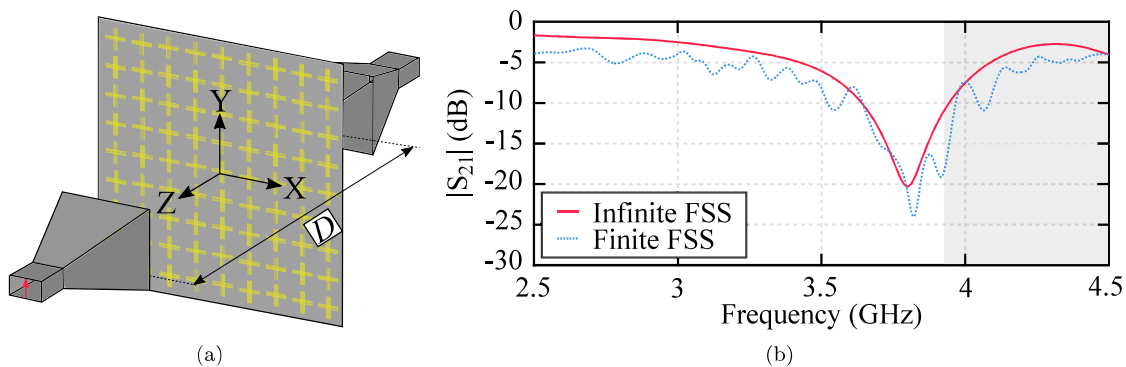 Y
X
Z
D
(a)
|S21| (dB)
0
-5
-10
-15
-20
-25
-30
Infinite FSS
Finite FSS
2.5 3 3.5 4 4.5
Frequency (GHz)
(b)